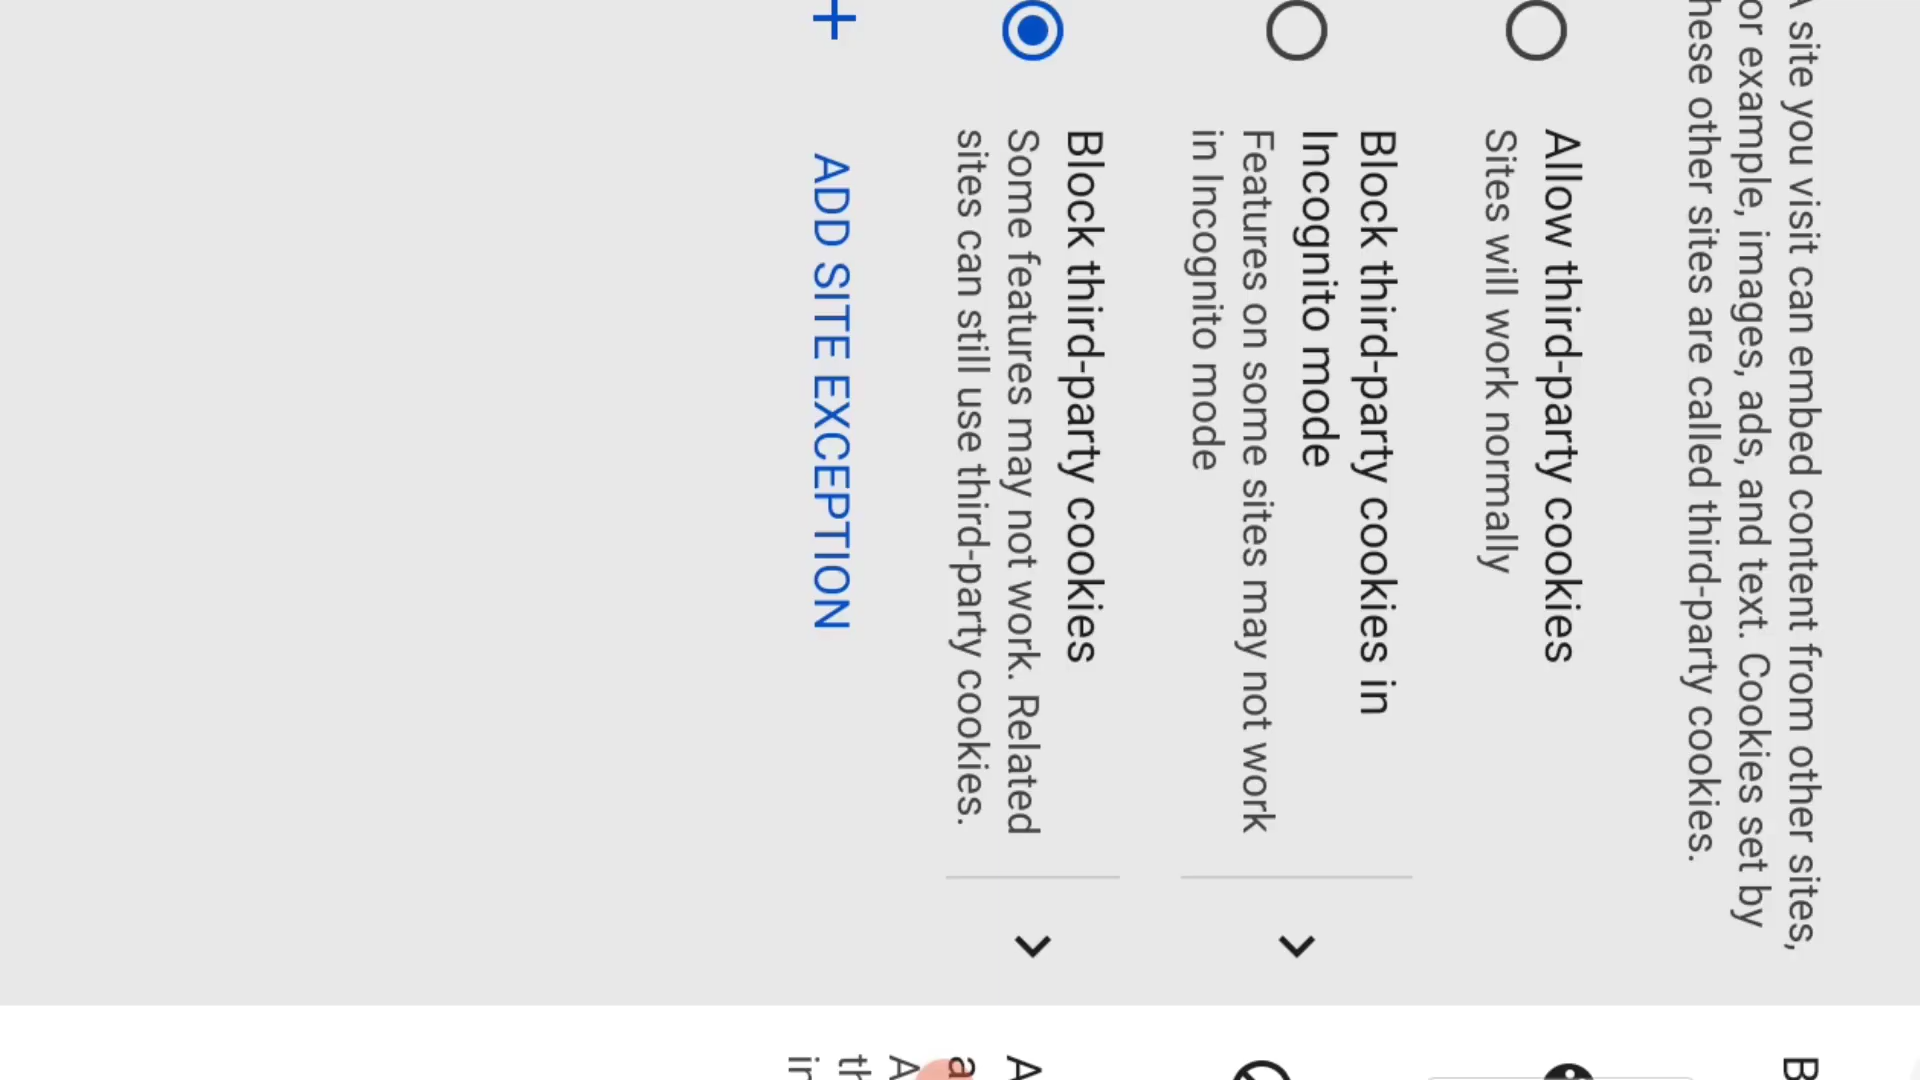 A site you visit can embed content from other sites,
or example, images, ads, and text. Cookies set by
hese other sites are called third-party cookies.
Allow third-party cookies
Sites will work normally
Block third-party cookies in
Incognito mode
Features on some sites may not work
in Incognito mode
Block third-party cookies
Some features may not work. Related
sites can still use third-party cookies.
+ ADD SITE EXCEPTION